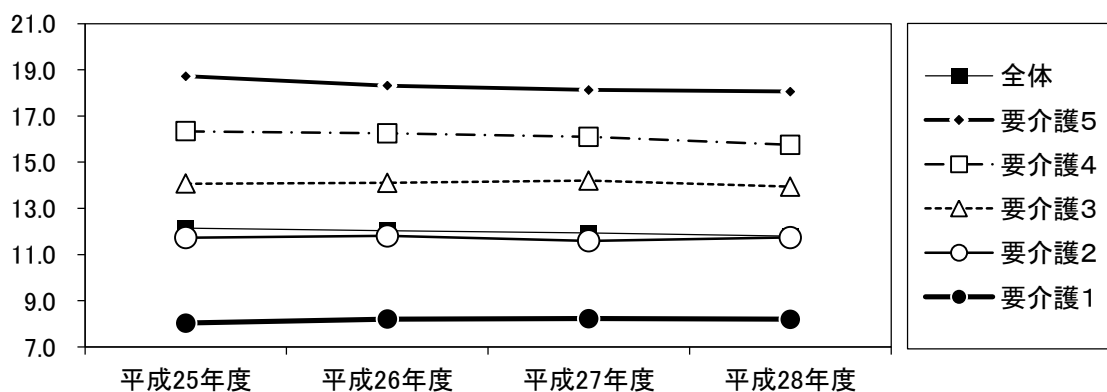 21.0
19.0
17.0
15.0
13.0
11.0
9.0
7.0
平成25年度
平成26年度
平成27年度
平成28年度
全体
要介護5
要介護4
要介護3
要介護2
要介護1